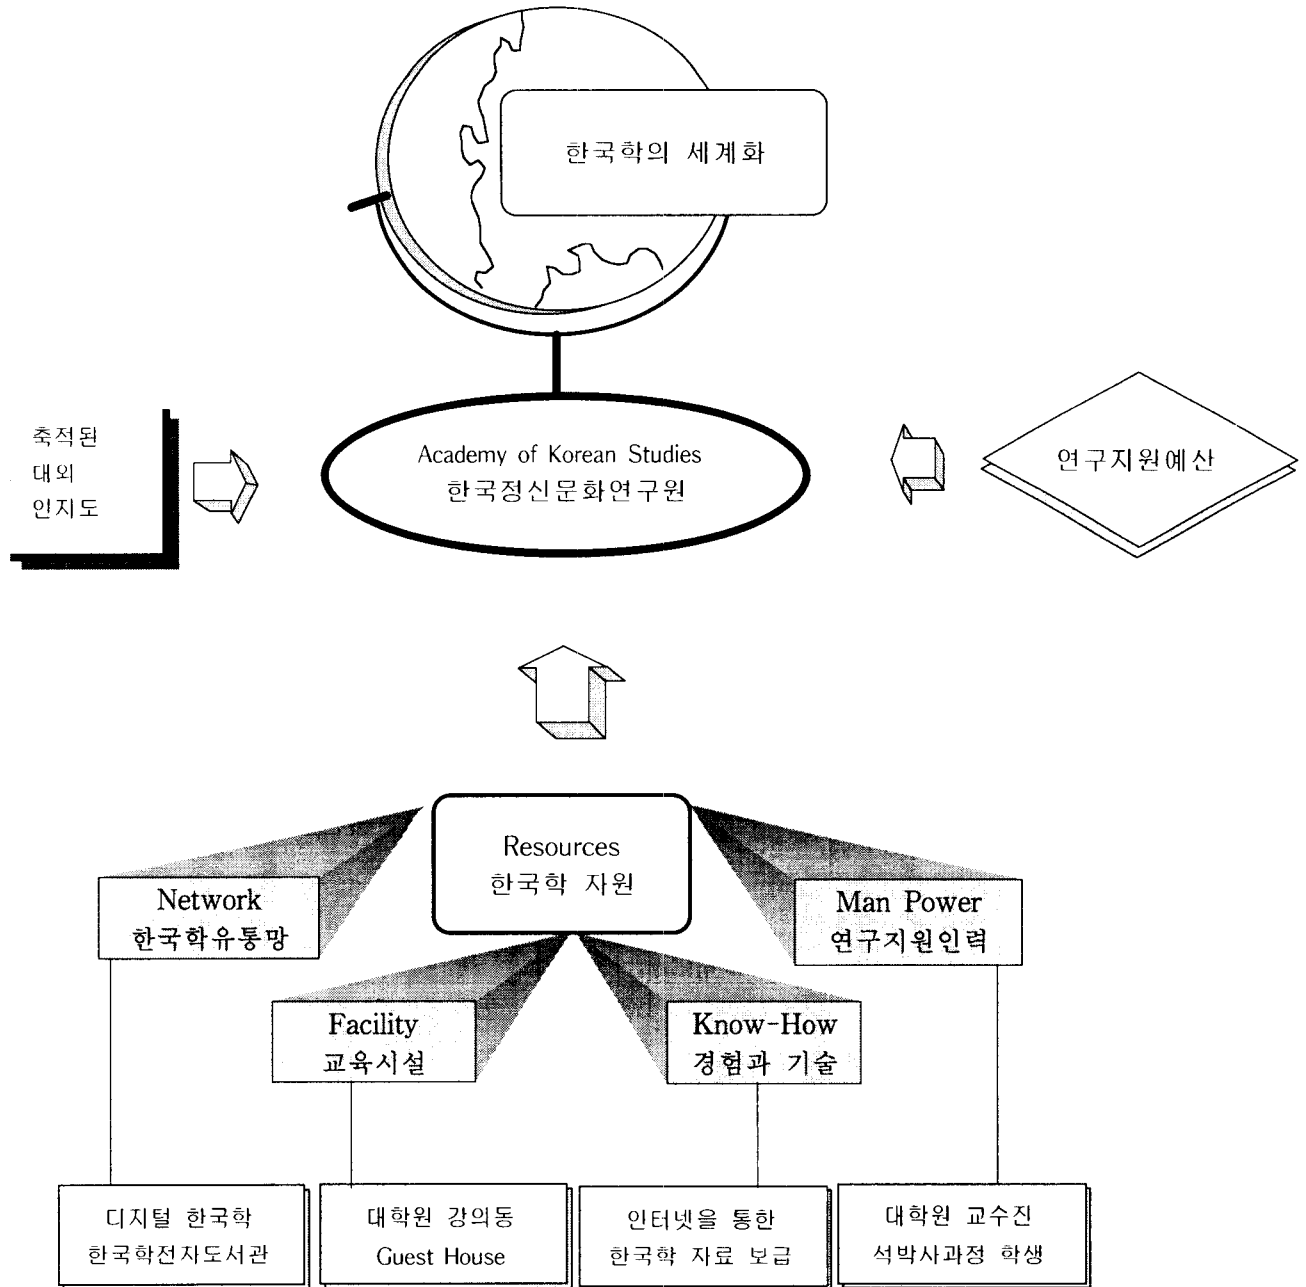 한국학의 세계화
축적된
대외
인지도
Academy of Korean Studies
한국정신문화연구원
연구지원예산
Resources
한국학 자원
Network
한국학유통망
Man Power
연구지원인력
Facility
교육시설
Know-How
경험과 기술
디지털 한국학
한국학전자도서관
대학원 강의동
Guest House
인터넷을 통한
한국학 자료 보급
대학원 교수진
석박사과정 학생